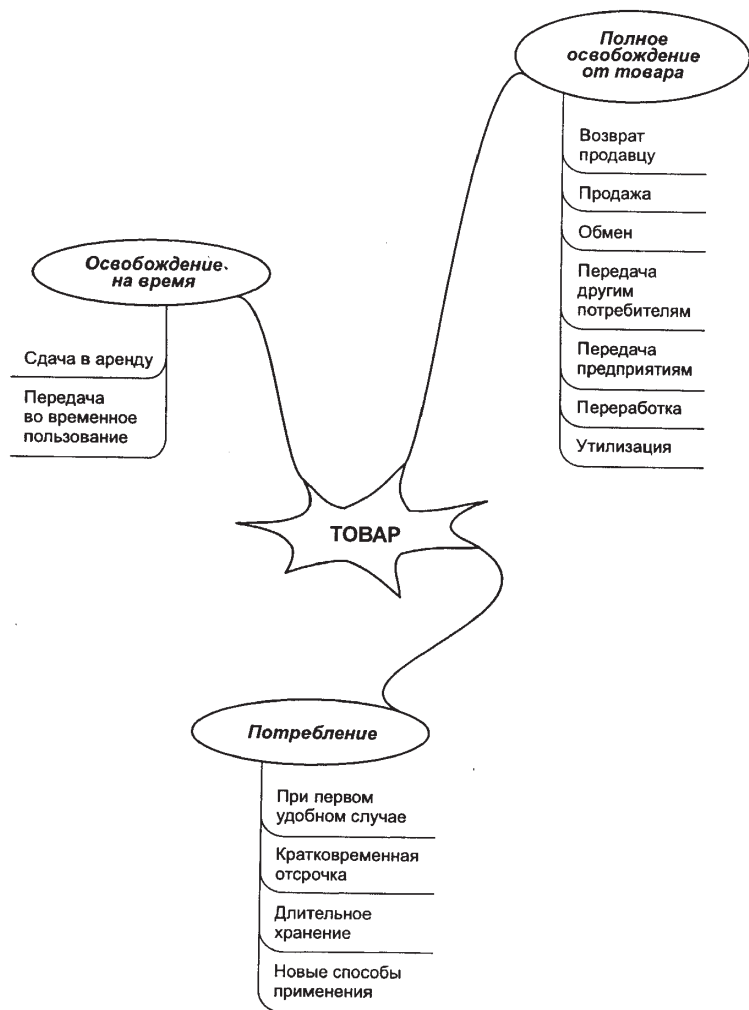 Полное
освобождение
от товара
Возврат
продавцу
Продажа
Обмен
Передача
другим
потребителям
Передача
предприятиям
Переработка
Утилизация
Освобождение
на время
Сдача в аренду
Передача
во временное
пользование
ТОВАР
Потребление
При первом
удобном случае
Кратковременная
отсрочка
Длительное
хранение
Новые способы
применения